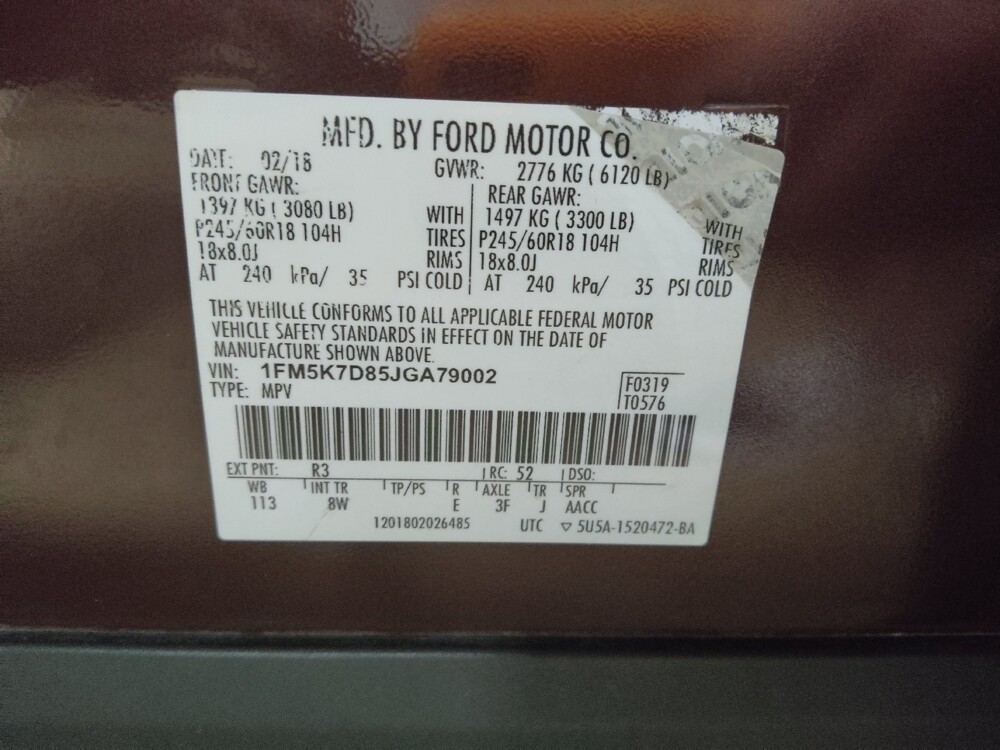 MFD. BY FORD MOTOR CO.
DATE: 02/18 GVWR: 2776 KG ( 6120 LB)
FRONT GAWR: REAR GAWR:
1397 KG ( 3080 LB) WITH 1497 KG ( 3300 LB) WITH
P245/60R18 104H TIRES P245/60R18 104H TIRES
18x8.0J RIMS 18x8.0J RIMS
AT 240 kPa/ 35 PSI COLD AT 240 kPa/ 35 PSI COLD
THIS VEHICLE CONFORMS TO ALL APPLICABLE FEDERAL MOTOR
VEHICLE SAFETY STANDARDS IN EFFECT ON THE DATE OF
MANUFACTURE SHOWN ABOVE.
VIN: 1FM5K7D85JGA79002
TYPE: MPV
F0319
T0576
EXT PNT: R3 RC: 52 DSO:
WB INT TR TP/PS R AXLE TR SPR
113 8W E 3F J AACC
1201802026485 UTC ▽ 5U5A-1520472-BA